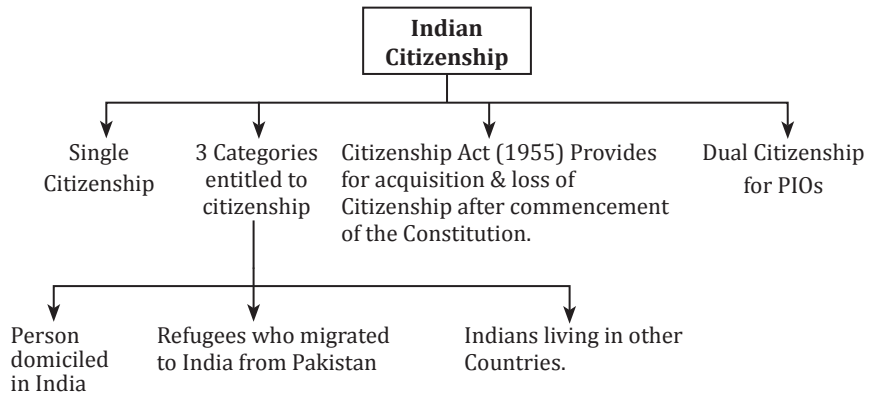 Indian
Citizenship
Single
Citizenship
3 Categories
entitled to
citizenship
Citizenship Act (1955) Provides
for acquisition & loss of
Citizenship after commencement
of the Constitution.
Dual Citizenship
for PIOs
Person
domiciled
in India
Refugees who migrated
to India from Pakistan
Indians living in other
Countries.